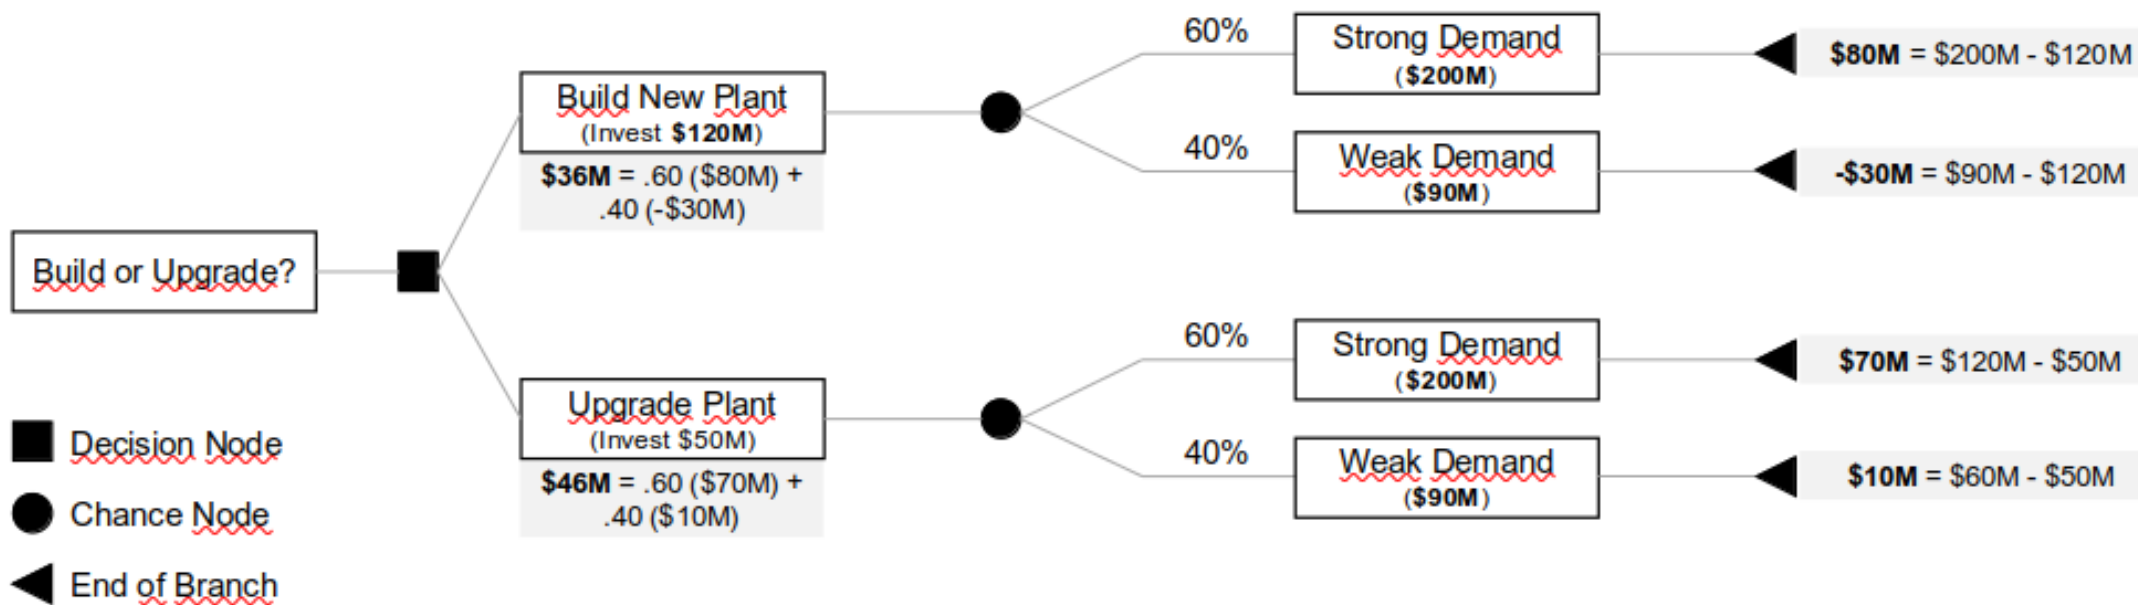 Build or Upgrade?
Build New Plant
(Invest $120M)
$36M = .60 ($80M) +
.40 (-$30M)
60%
Strong Demand
($200M)
$80M = $200M - $120M
40%
Weak Demand
($90M)
-$30M = $90M - $120M
Upgrade Plant
(Invest $50M)
$46M = .60 ($70M) +
.40 ($10M)
60%
Strong Demand
($200M)
$70M = $120M - $50M
40%
Weak Demand
($90M)
$10M = $60M - $50M
Decision Node
Chance Node
End of Branch